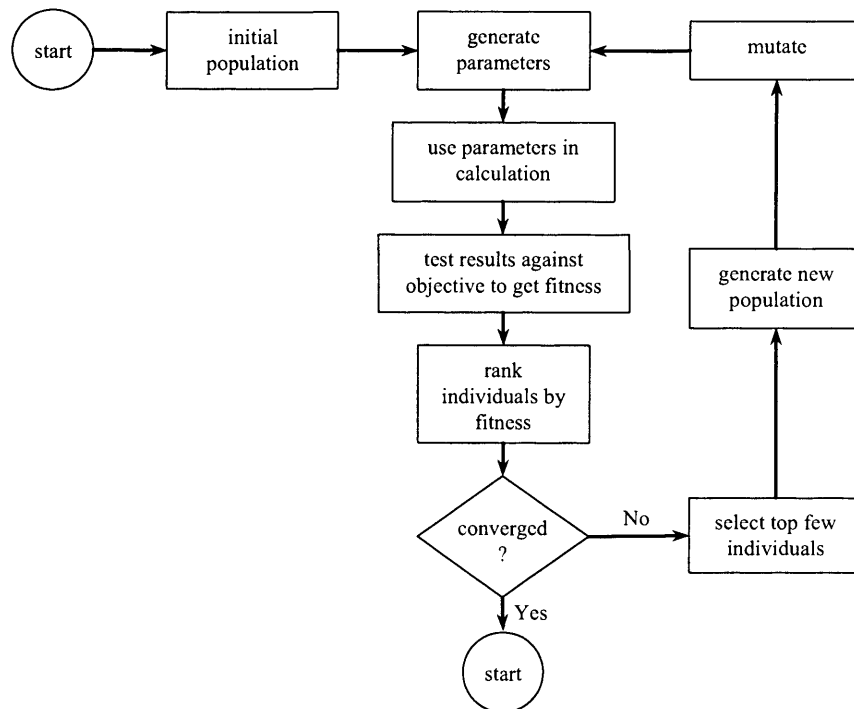 start
initial
population
generate
parameters
mutate
use parameters in
calculation
test results against
objective to get fitness
generate new
population
rank
individuals by
fitness
converged
?
No
select top few
individuals
Yes
start